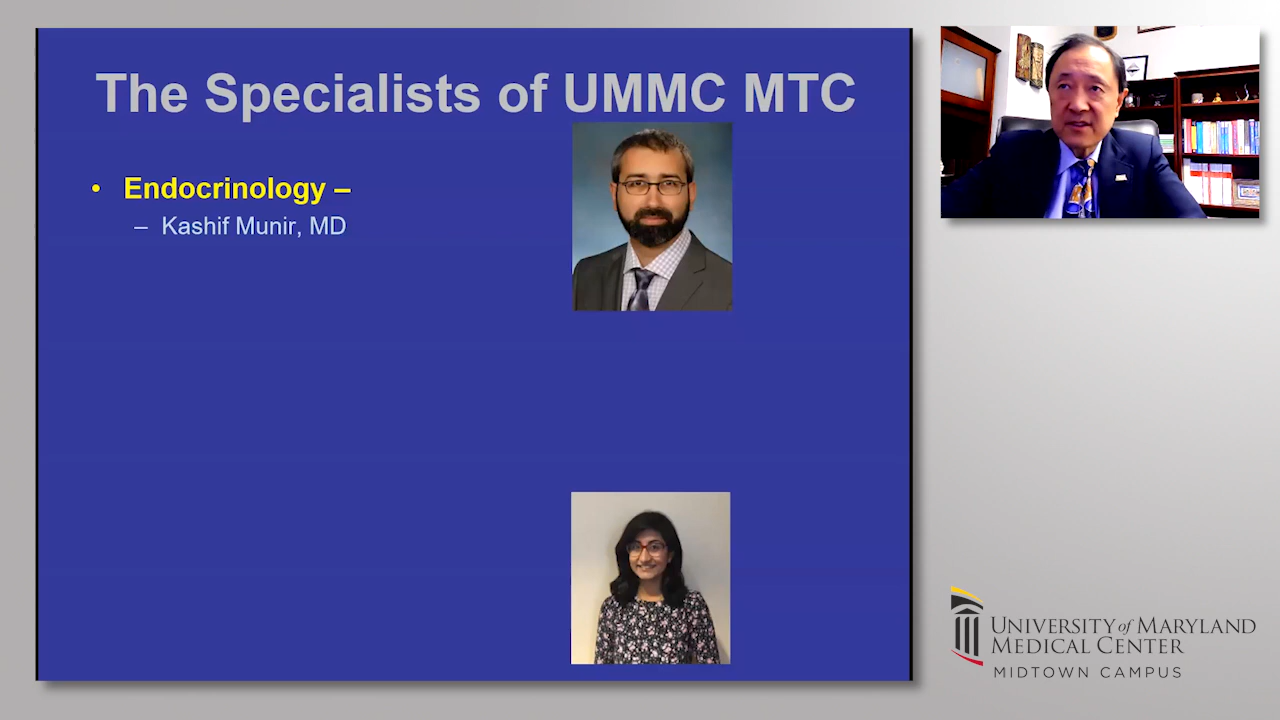 The Specialists of UMMC MTC
• Endocrinology –
– Kashif Munir, MD
UNIVERSITY of MARYLAND
MEDICAL CENTER
MIDTOWN CAMPUS